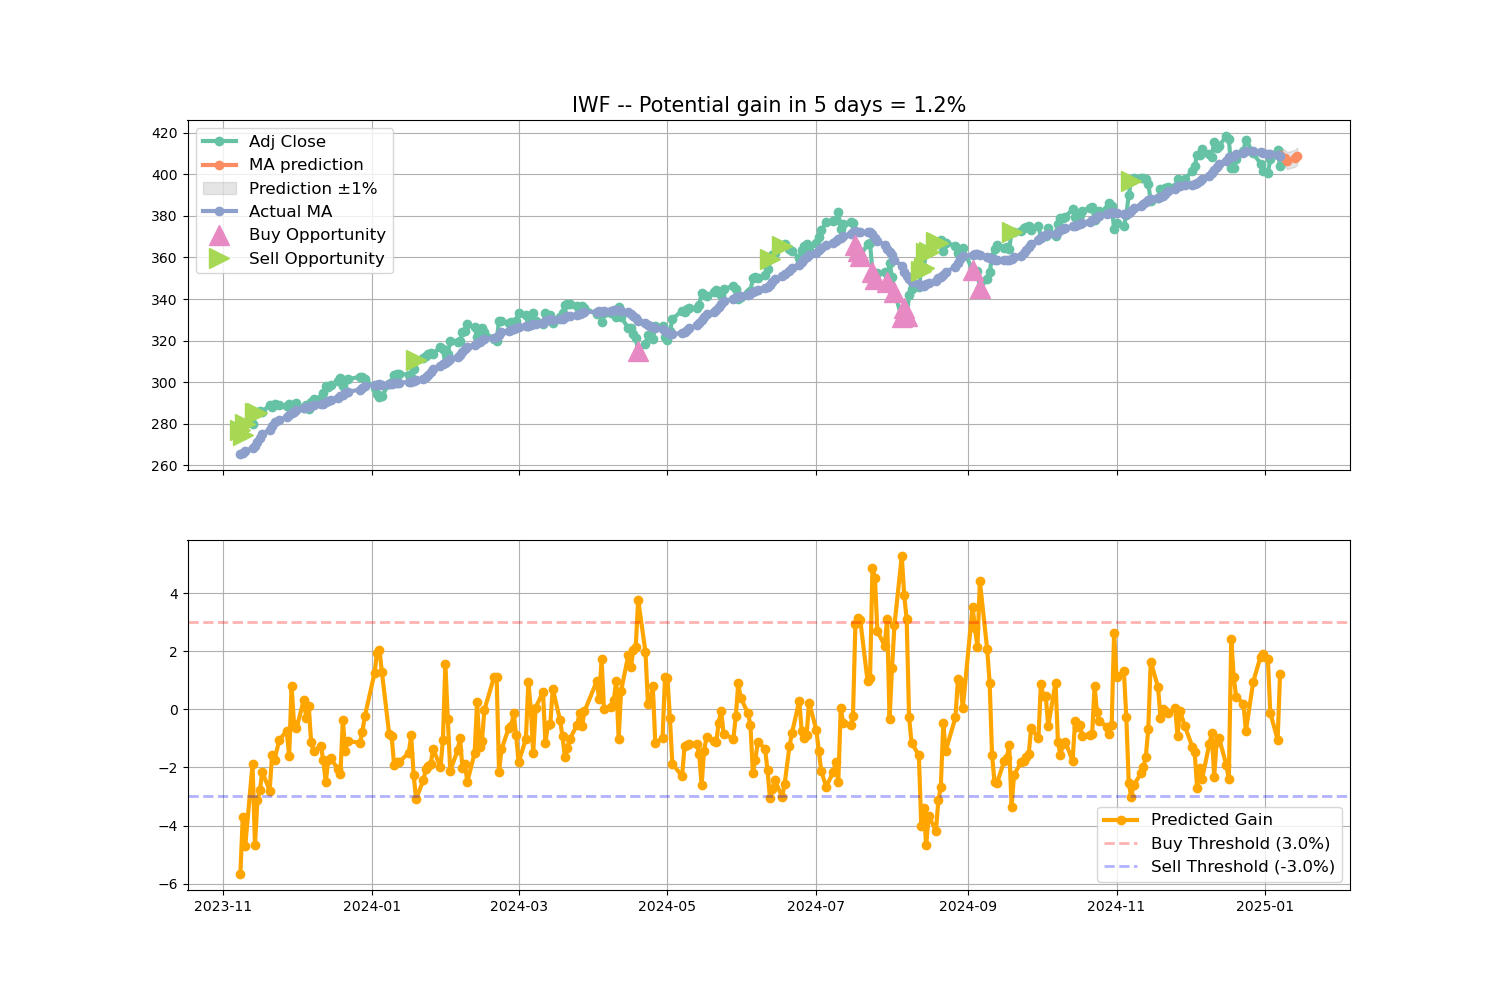 IWF -- Potential gain in 5 days = 1.2%
420
400
380
360
340
320
300
280
260
Adj Close
MA prediction
Prediction ±1%
Actual MA
Buy Opportunity
Sell Opportunity
4
2
0
−2
−4
−6
Predicted Gain
Buy Threshold (3.0%)
Sell Threshold (-3.0%)
2023-11
2024-01
2024-03
2024-05
2024-07
2024-09
2024-11
2025-01